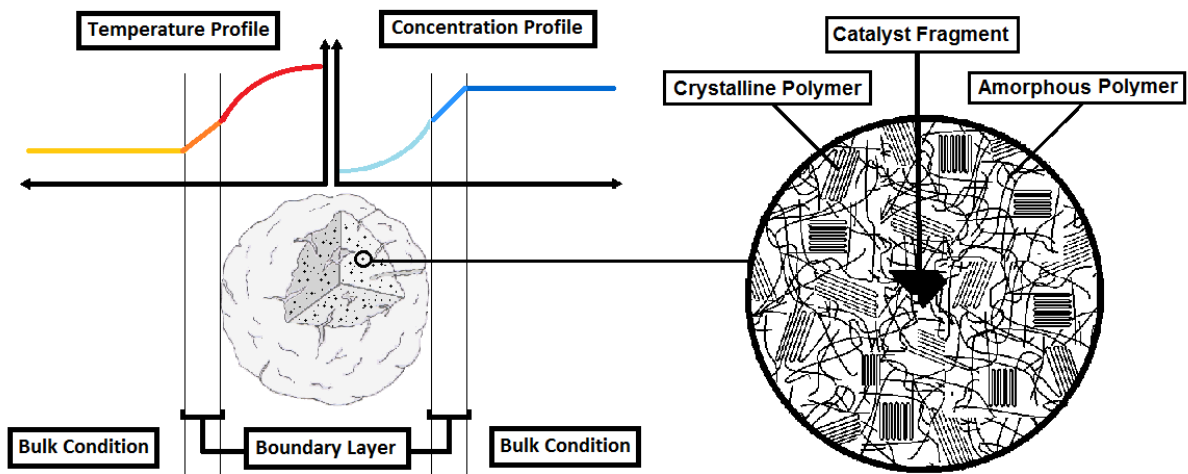 Temperature Profile
Concentration Profile
Catalyst Fragment
Crystalline Polymer
Amorphous Polymer
Bulk Condition
Boundary Layer
Bulk Condition